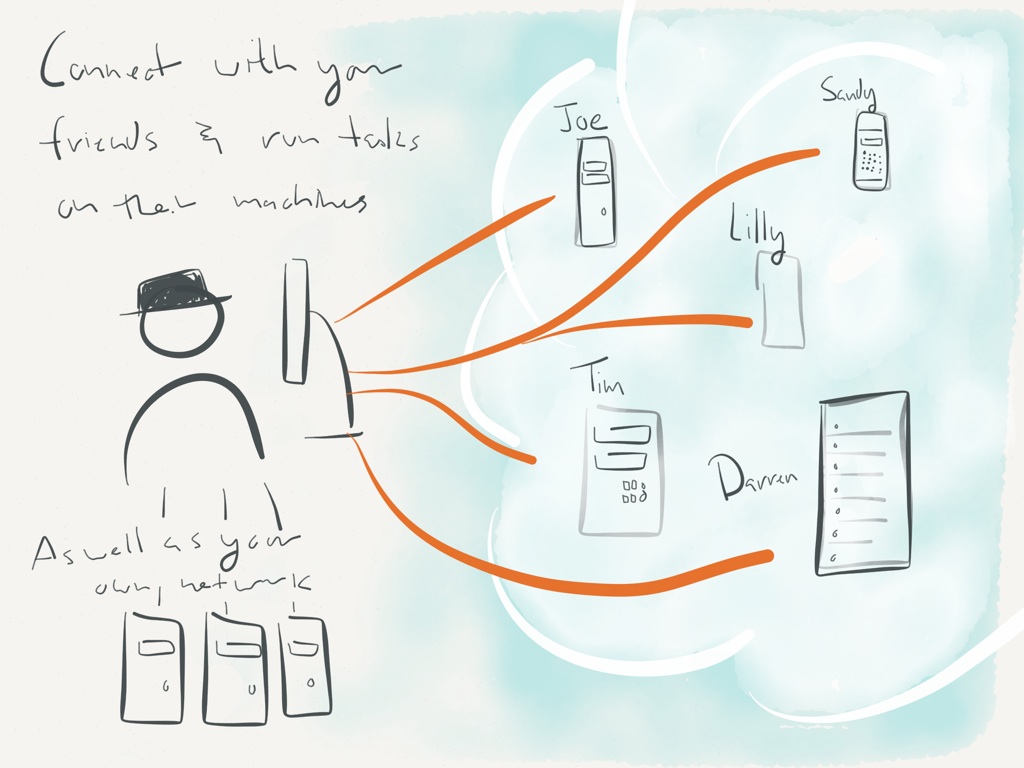 Connect with your
friends & run tasks
on their machines
Joe
Sandy
Lilly
Tim
Darren
As well as your
own network